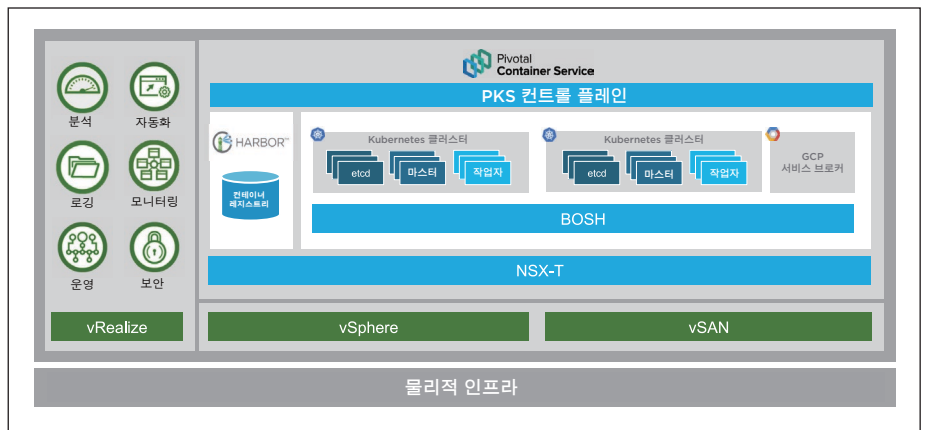 분석
자동화
로깅
모니터링
운영
보안
vRealize
Pivotal
Container Service
PKS 컨트롤 플레인
HARBOR™
컨테이너
레지스트리
Kubernetes 클러스터
etcd
마스터
작업자
Kubernetes 클러스터
etcd
마스터
작업자
GCP
서비스 브로커
BOSH
NSX-T
vSphere
vSAN
물리적 인프라